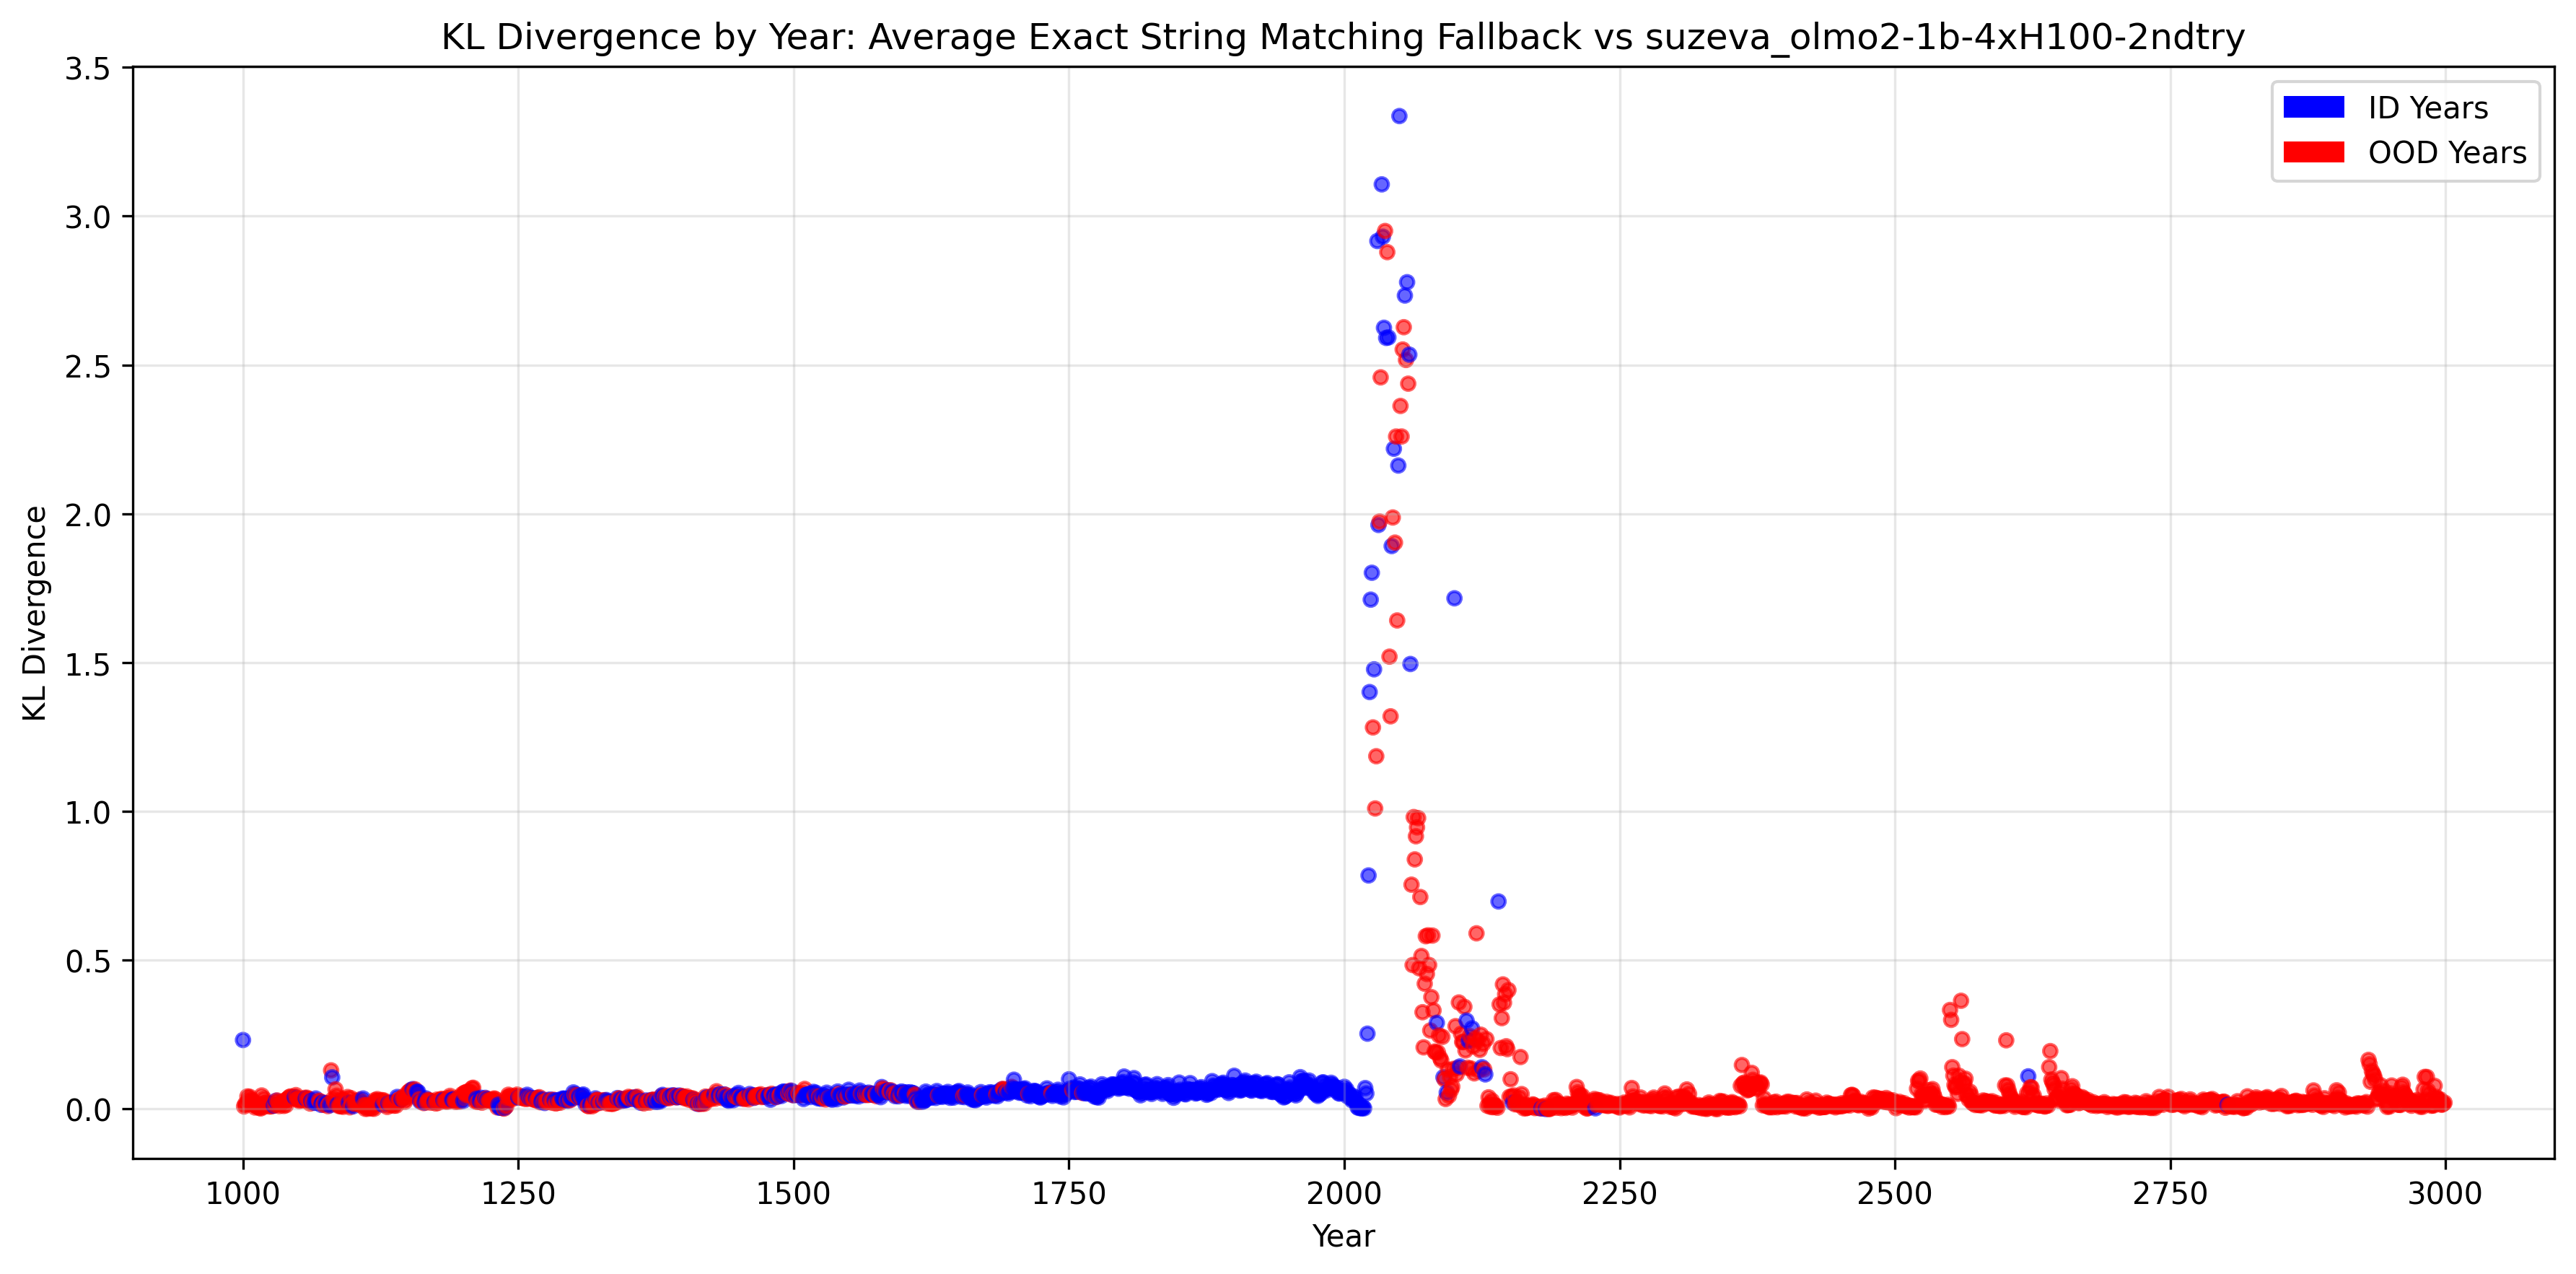 KL Divergence by Year: Average Exact String Matching Fallback vs suzeva_olmo2-1b-4xH100-2ndtry
ID Years
OOD Years
KL Divergence
3.5
3.0
2.5
2.0
1.5
1.0
0.5
0.0
1000 1250 1500 1750 2000 2250 2500 2750 3000
Year